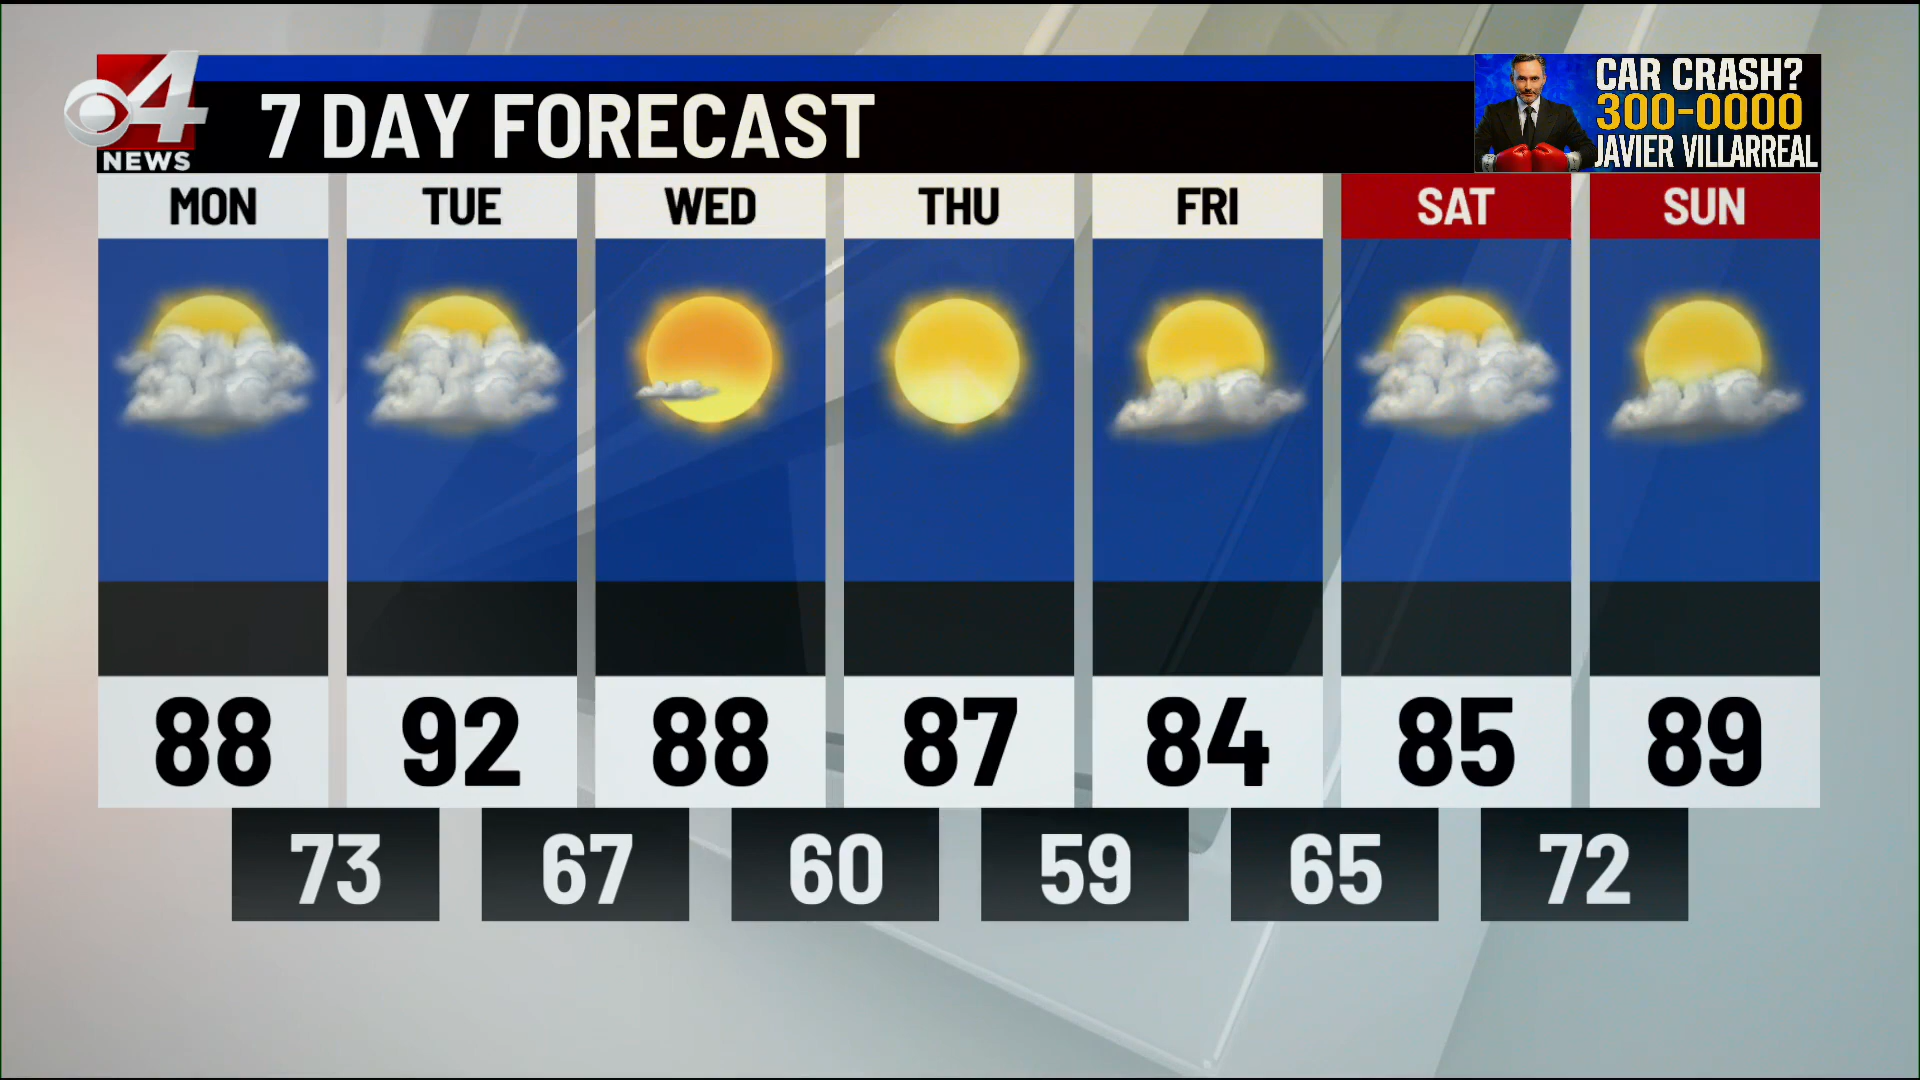 4
NEWS
7 DAY FORECAST
CAR CRASH?
300-0000
JAVIER VILLARREAL
MON TUE WED THU FRI SAT SUN
88 92 88 87 84 85 89
73 67 60 59 65 72